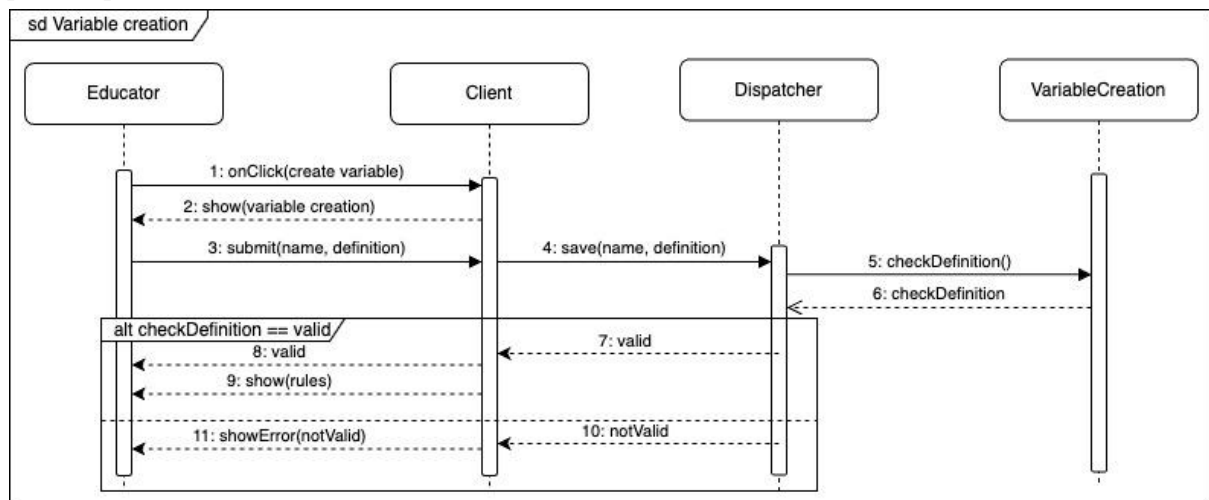 sd Variable creation
Educator
Client
Dispatcher
VariableCreation
1: onClick(create variable)
2: show(variable creation)
3: submit(name, definition)
4: save(name, definition)
5: checkDefinition()
6: checkDefinition
alt checkDefinition == valid
7: valid
8: valid
9: show(rules)
10: notValid
11: showError(notValid)